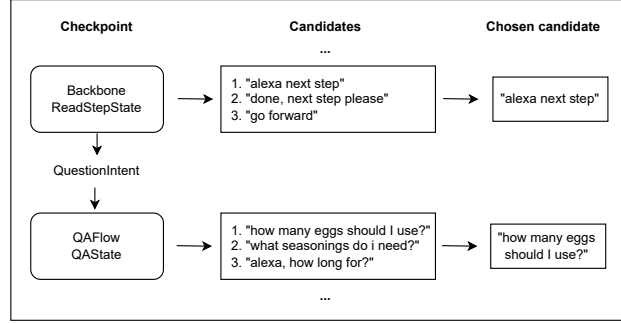 Checkpoint
Candidates
Chosen candidate
...
Backbone
ReadStepState
1. "alexa next step"
2. "done, next step please"
3. "go forward"
"alexa next step"
QuestionIntent
QAFlow
QAState
1. "how many eggs should I use?"
2. "what seasonings do i need?"
3. "alexa, how long for?"
"how many eggs
should I use?"
...